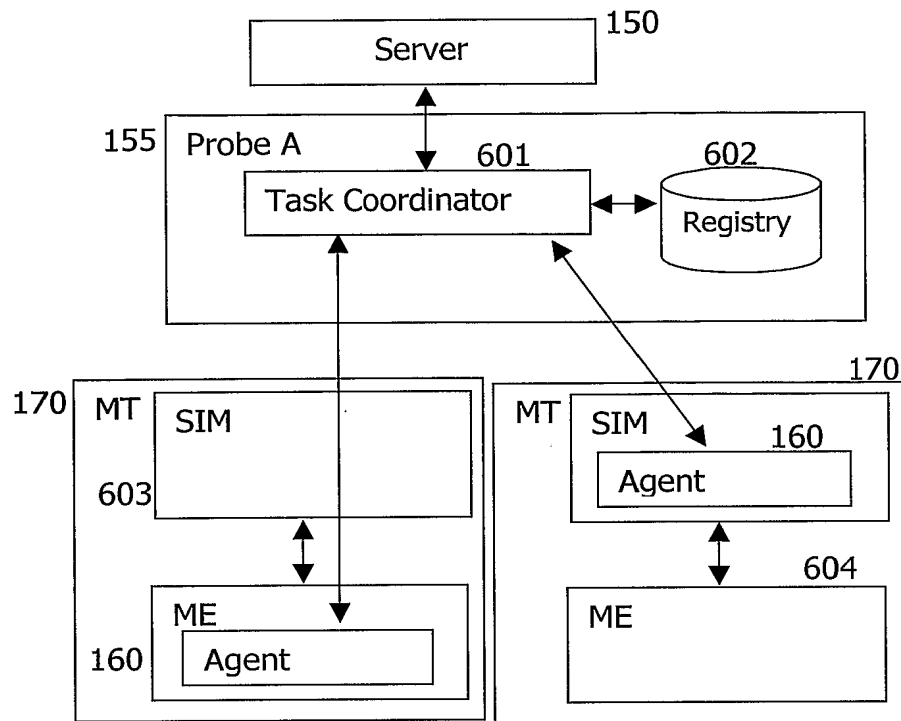 Server
150
155
Probe A
601
602
Task Coordinator
Registry
170
MT
SIM
603
ME
160
Agent
170
MT
SIM
160
Agent
604
ME